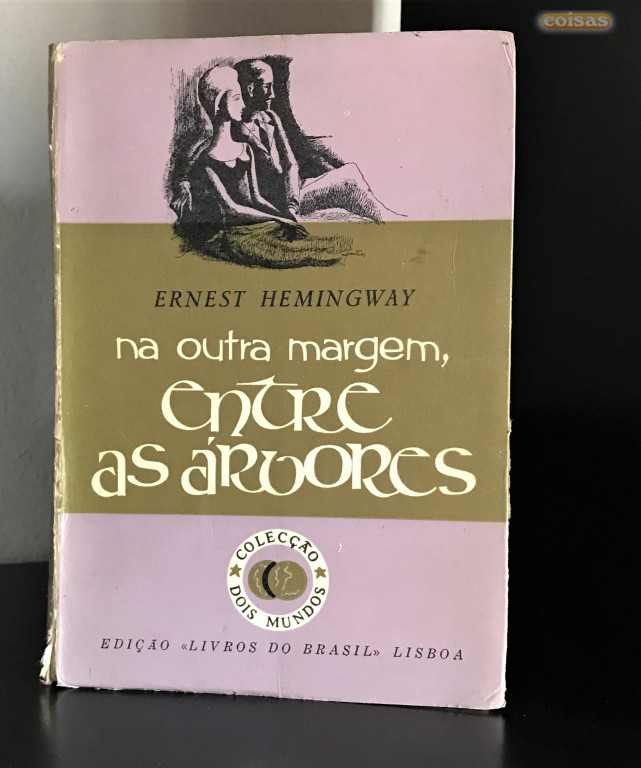 coisas
ERNEST HEMINGWAY
na outra margem,
entre
as árvores
COLECÇÃO
DOIS MUNDOS
EDIÇÃO «LIVROS DO BRASIL» LISBOA